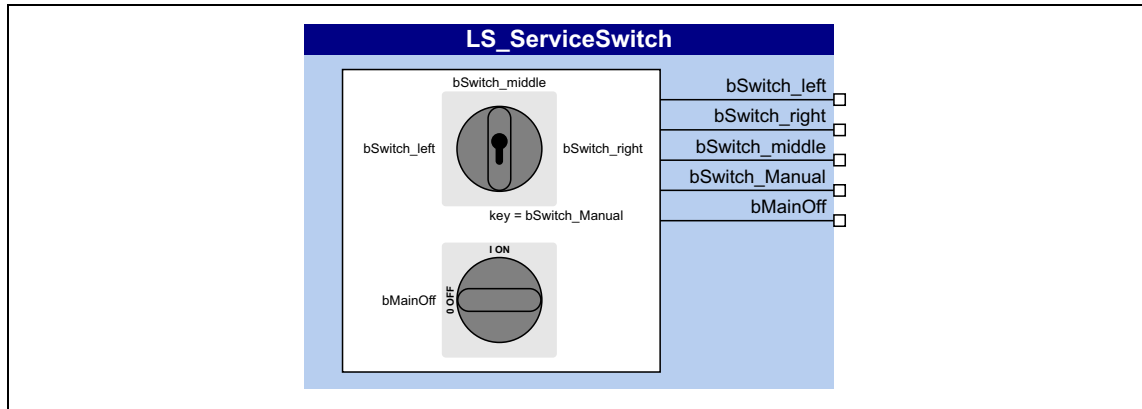 LS_ServiceSwitch
bSwitch_middle
bSwitch_left
bSwitch_right
key = bSwitch_Manual
I ON
0 OFF
bMainOff
bSwitch_left
bSwitch_right
bSwitch_middle
bSwitch_Manual
bMainOff